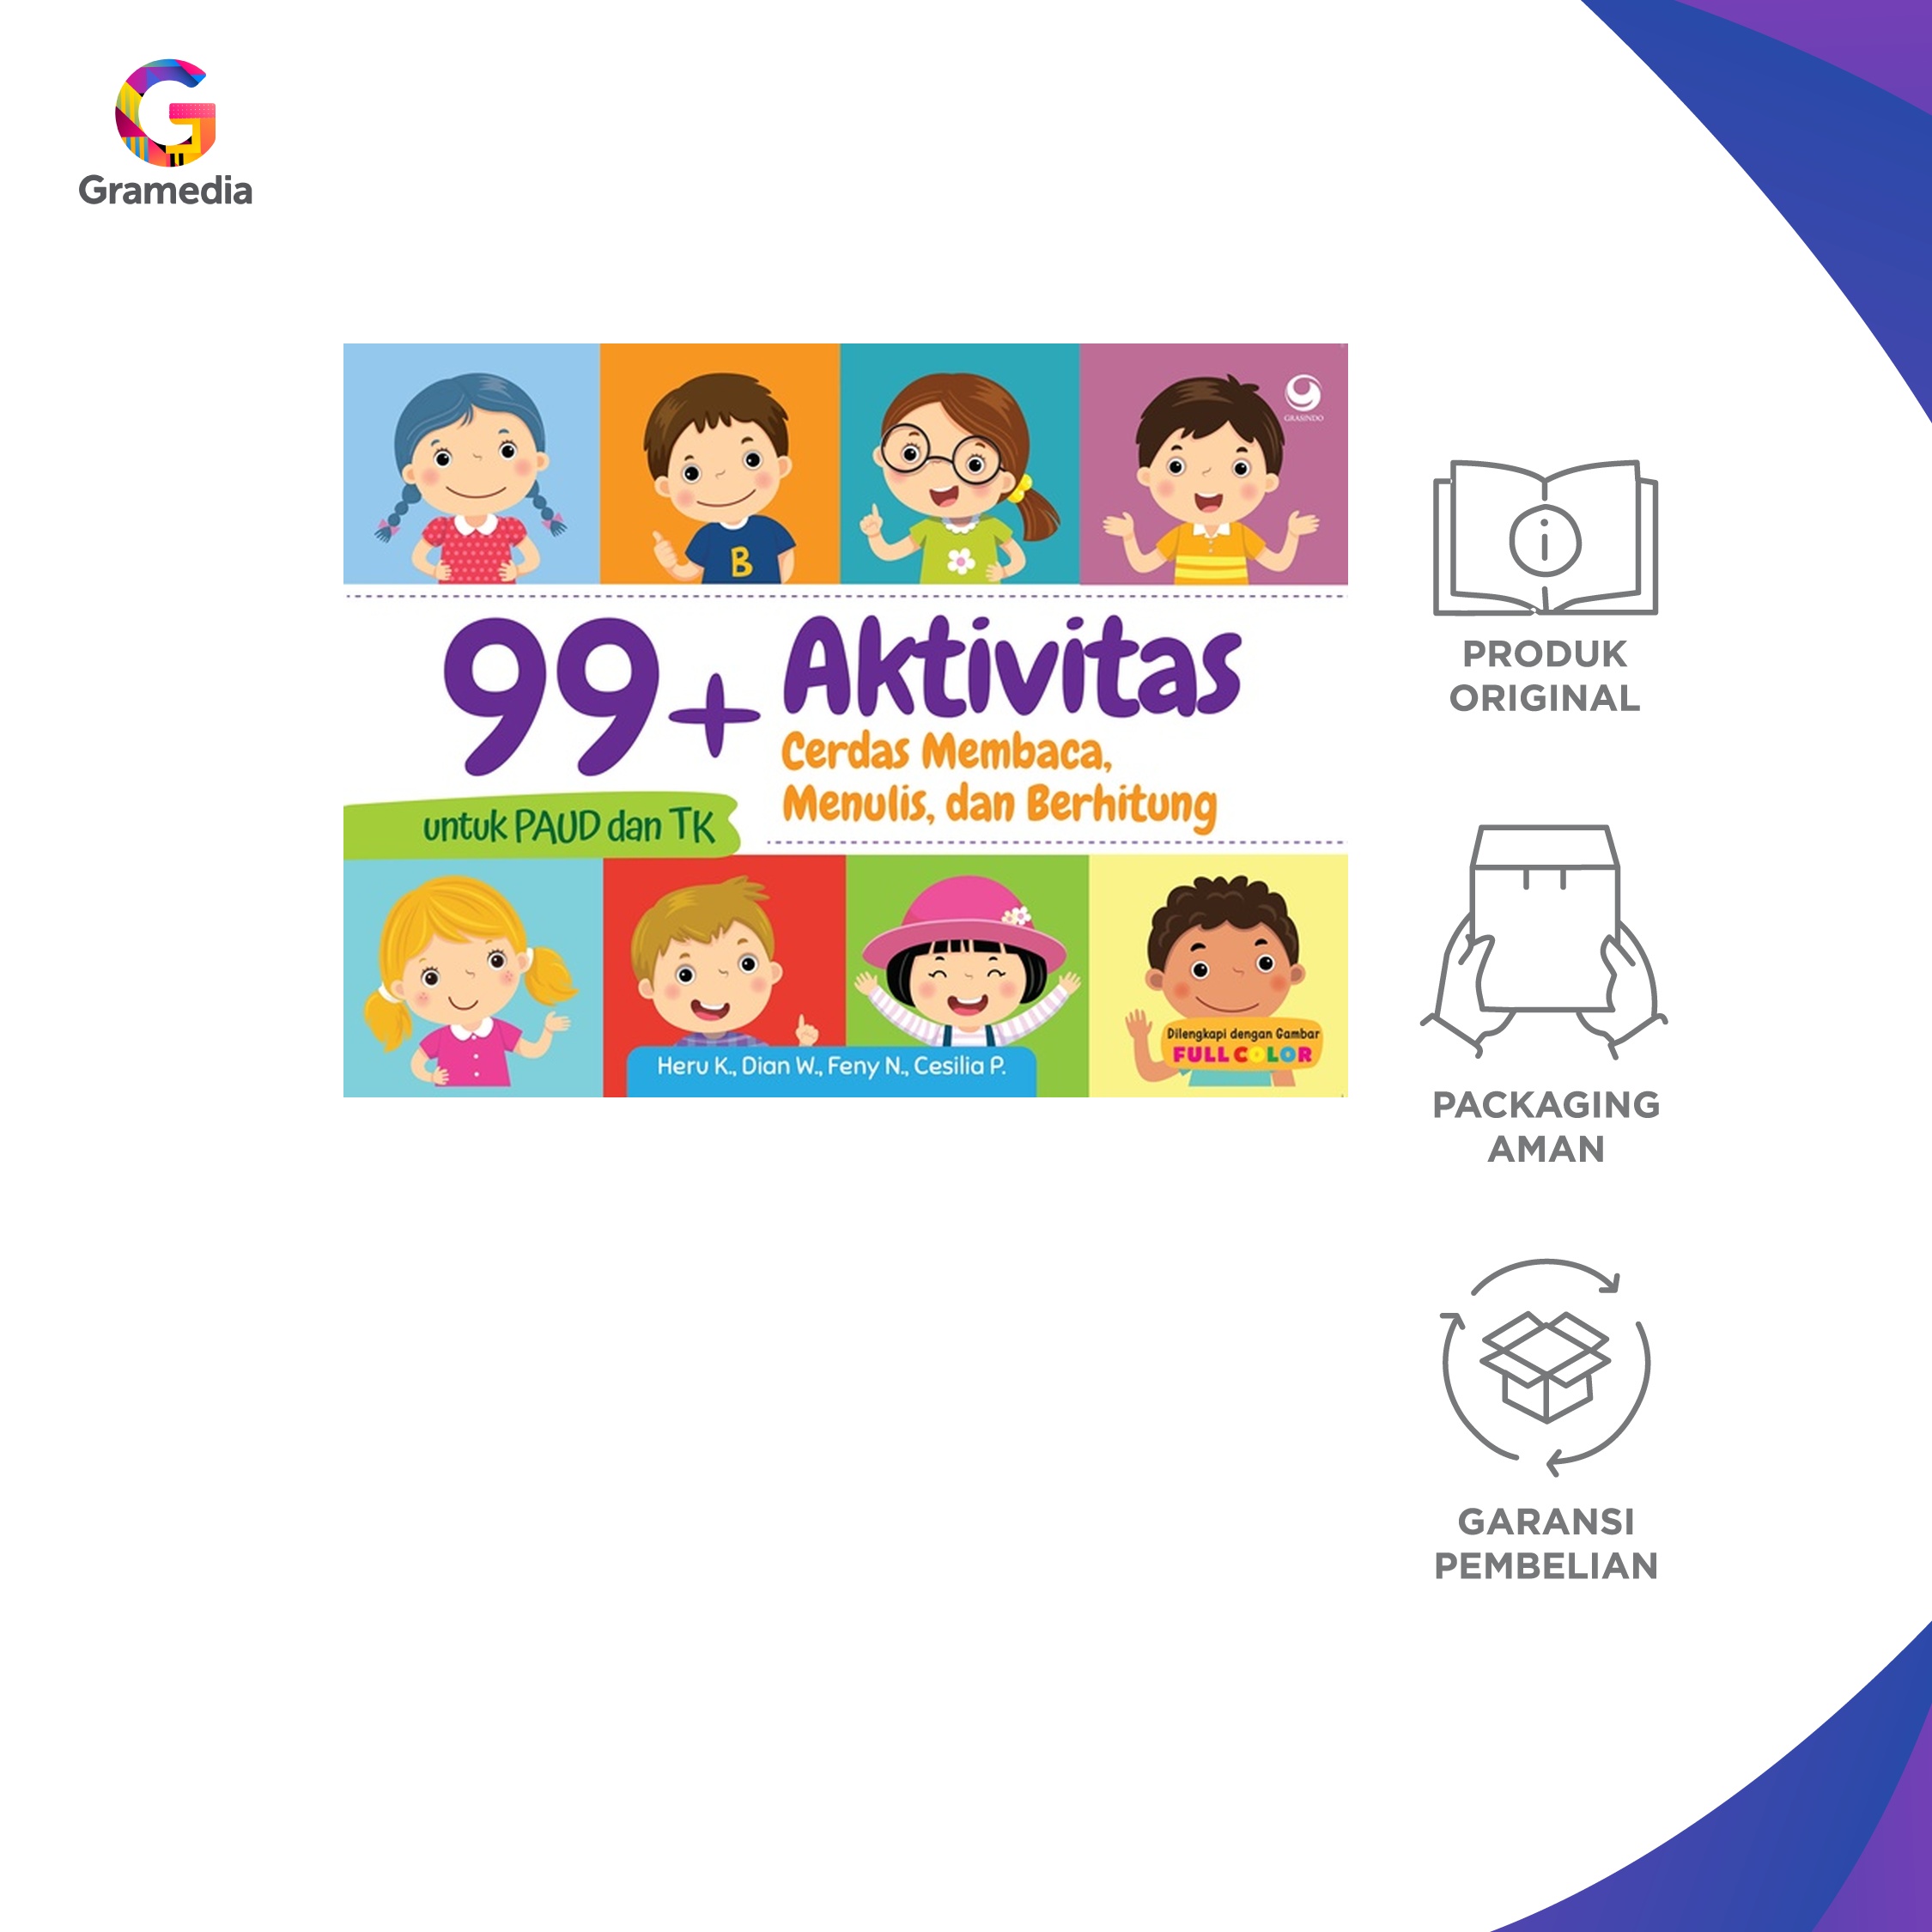 Gramedia
GRASINDO
B
99+ Aktivitas
Cerdas Membaca,
Menulis, dan Berhitung
untuk PAUD dan TK
Dilengkapi dengan Gambar
FULL COLOR
Heru K., Dian W., Feny N., Cesilia P.
PRODUK
ORIGINAL
PACKAGING
AMAN
GARANSI
PEMBELIAN